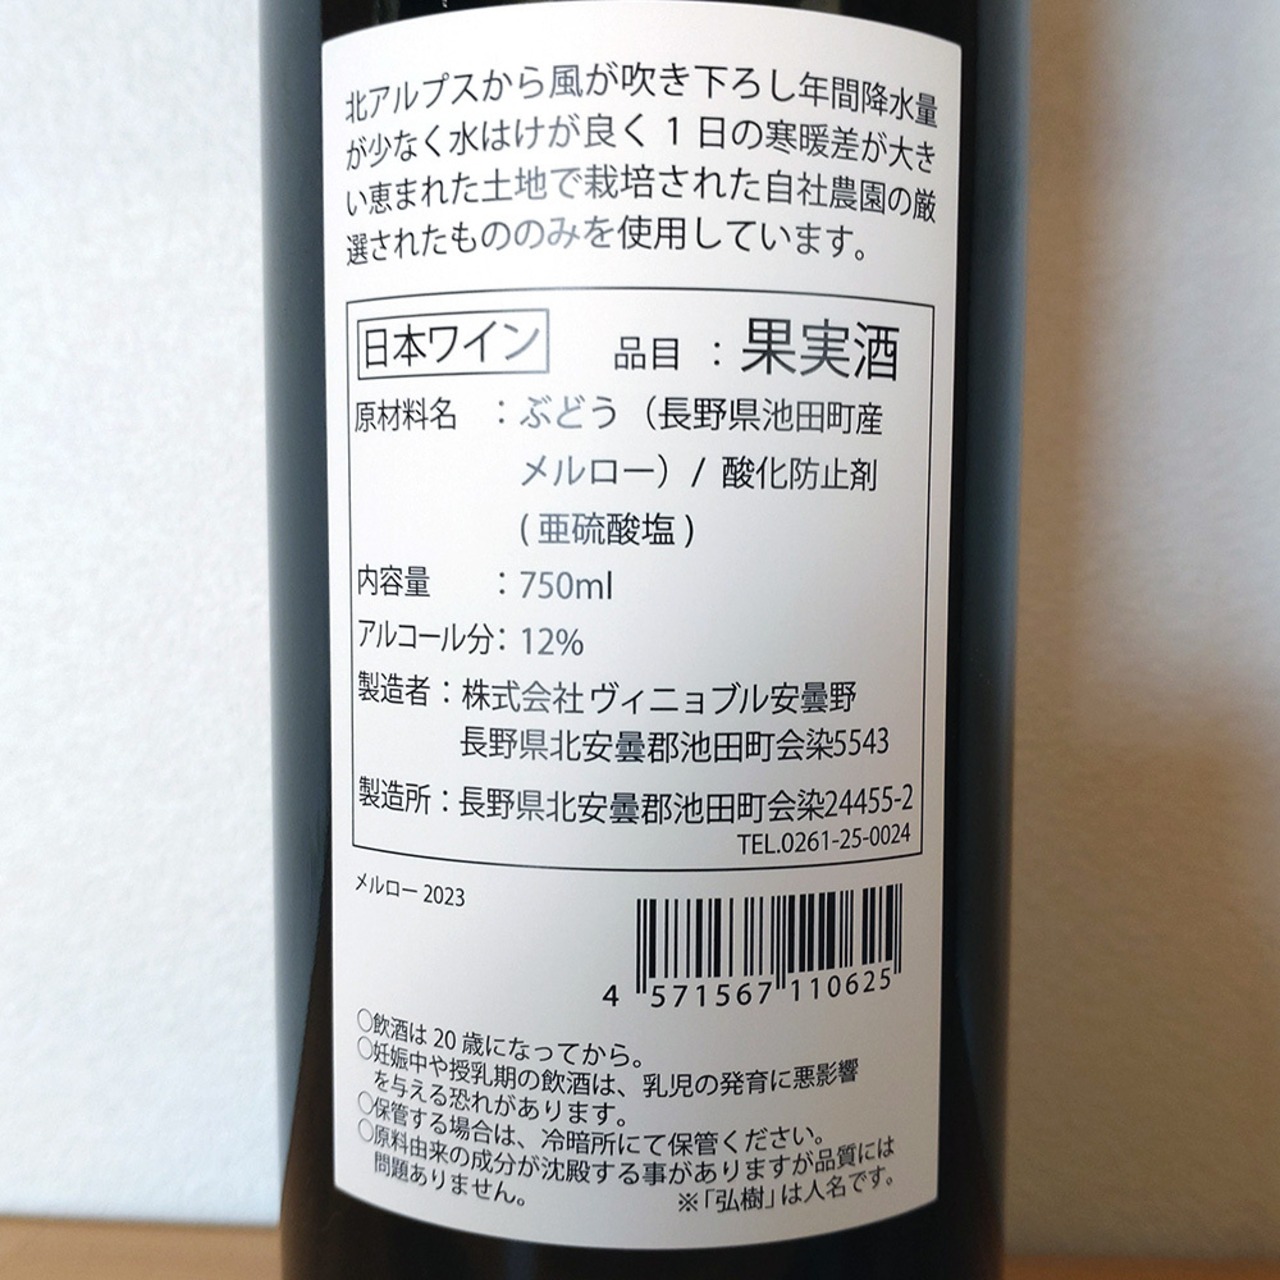 北アルプスから風が吹き下ろし年間降水量
が少なく水はけが良く1日の寒暖差が大き
い恵まれた土地で栽培された自社農園の厳
選されたもののみを使用しています。
日本ワイン 品目 : 果実酒
原材料名 : ぶどう (長野県池田町産
メルロー) / 酸化防止剤
( 亜硫酸塩 )
内容量 : 750ml
アルコール分: 12%
製造者 : 株式会社ヴィニョブル安曇野
長野県北安曇郡池田町会染5543
製造所 : 長野県北安曇郡池田町会染24455-2
TEL.0261-25-0024
メルロー 2023
4 571567 110625
○飲酒は 20 歳になってから。
○妊娠中や授乳期の飲酒は、乳児の発育に悪影響
を与える恐れがあります。
○保管する場合は、冷暗所にて保管ください。
○原料由来の成分が沈殿する事がありますが品質には
問題ありません。
※「弘樹」は人名です。